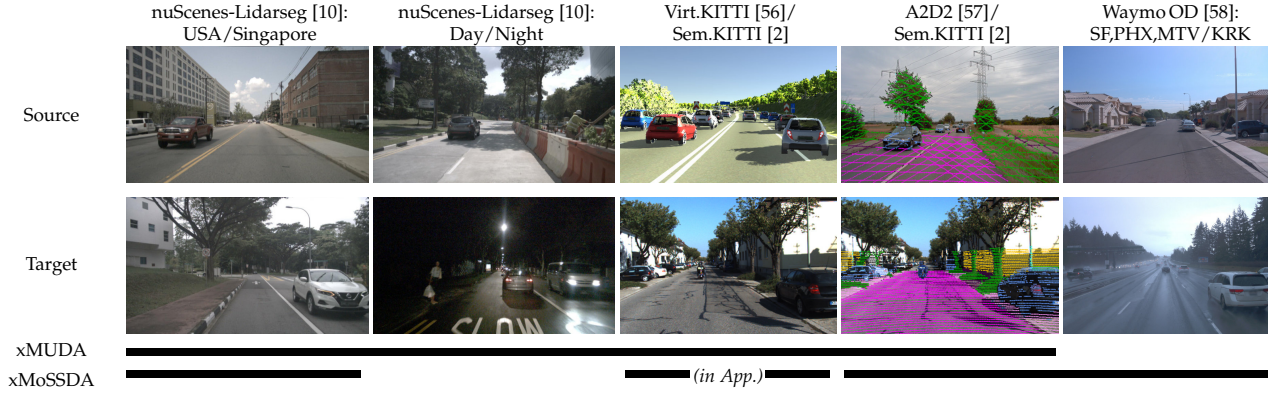 nuScenes-Lidarseg [10]:
USA/Singapore
nuScenes-Lidarseg [10]:
Day/Night
Virt.KITTI [56]/
Sem.KITTI [2]
A2D2 [57]/
Sem.KITTI [2]
Waymo OD [58]:
SF,PHX,MTV/KRK
Source
Target
SLOW
xMUDA
xMoSSDA
(in App.)